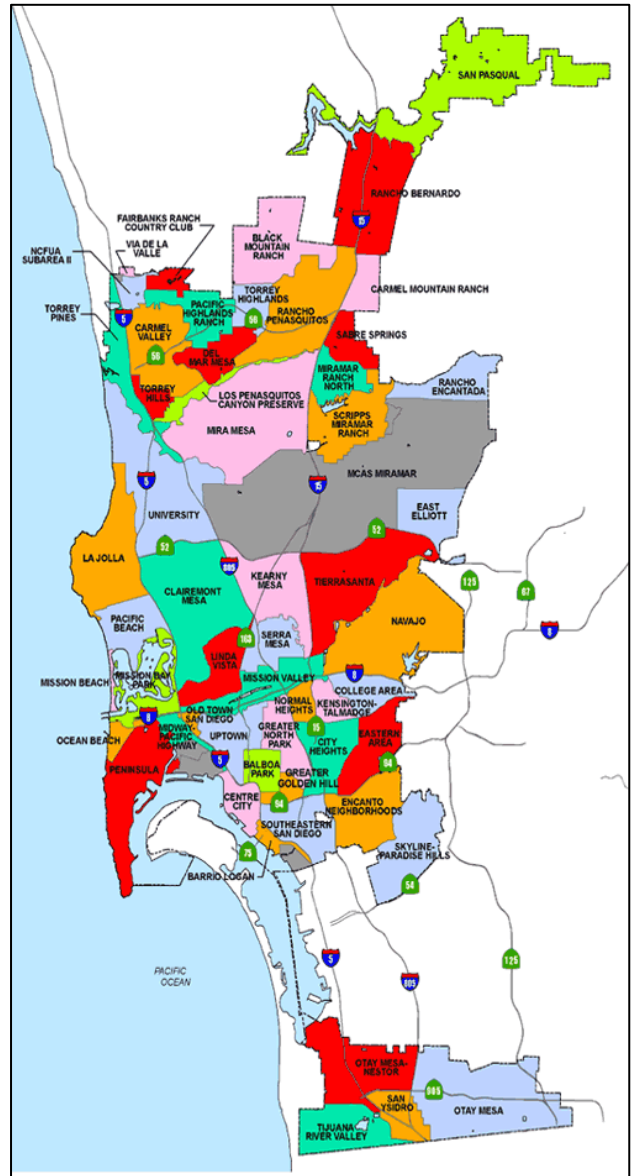 SAN PASQUAL
RANCHO BERNARDO
15
FAIRBANKS RANCH
COUNTRY CLUB
NCFUA
SUBAREA II
VIA DE LA
VALLE
BLACK
MOUNTAIN
RANCH
CARMEL MOUNTAIN RANCH
TORREY
HIGHLANDS
TORREY
PINES
5
PACIFIC
HIGHLANDS
RANCH
56
RANCHO
PENASQUITOS
CARMEL
VALLEY
56
SABRE SPRINGS
DEL
MAR MESA
MIRAMAR
RANCH
NORTH
RANCHO
ENCANTADA
TORREY
HILLS
LOS PENASQUITOS
CANYON PRESERVE
SCRIPPS
MIRAMAR
RANCH
MIRA MESA
MCAS MIRAMAR
5
15
UNIVERSITY
EAST
ELLIOTT
52
52
LA JOLLA
805
KEARNY
MESA
TIERRASANTA
125
67
CLAIREMONT
MESA
NAVAJO
8
PACIFIC
BEACH
163
SERRA
MESA
LINDA
VISTA
MISSION BEACH
MISSION BAY
PARK
MISSION VALLEY
8
COLLEGE AREA
8
OLD TOWN
SAN DIEGO
NORMAL
HEIGHTS
KENSINGTON-
TALMADGE
OCEAN BEACH
MIDWAY-
PACIFIC
HIGHWAY
UPTOWN
GREATER
NORTH
PARK
15
CITY
HEIGHTS
EASTERN
AREA
5
PENINSULA
BALBOA
PARK
94
GREATER
GOLDEN HILL
CENTRE
CITY
94
ENCANTO
NEIGHBORHOODS
SOUTHEASTERN
SAN DIEGO
75
SKYLINE-
PARADISE HILLS
BARRIO LOGAN
54
5
125
805
PACIFIC
OCEAN
OTAY MESA-
NESTOR
905
SAN
YSIDRO
OTAY MESA
TIJUANA
RIVER VALLEY